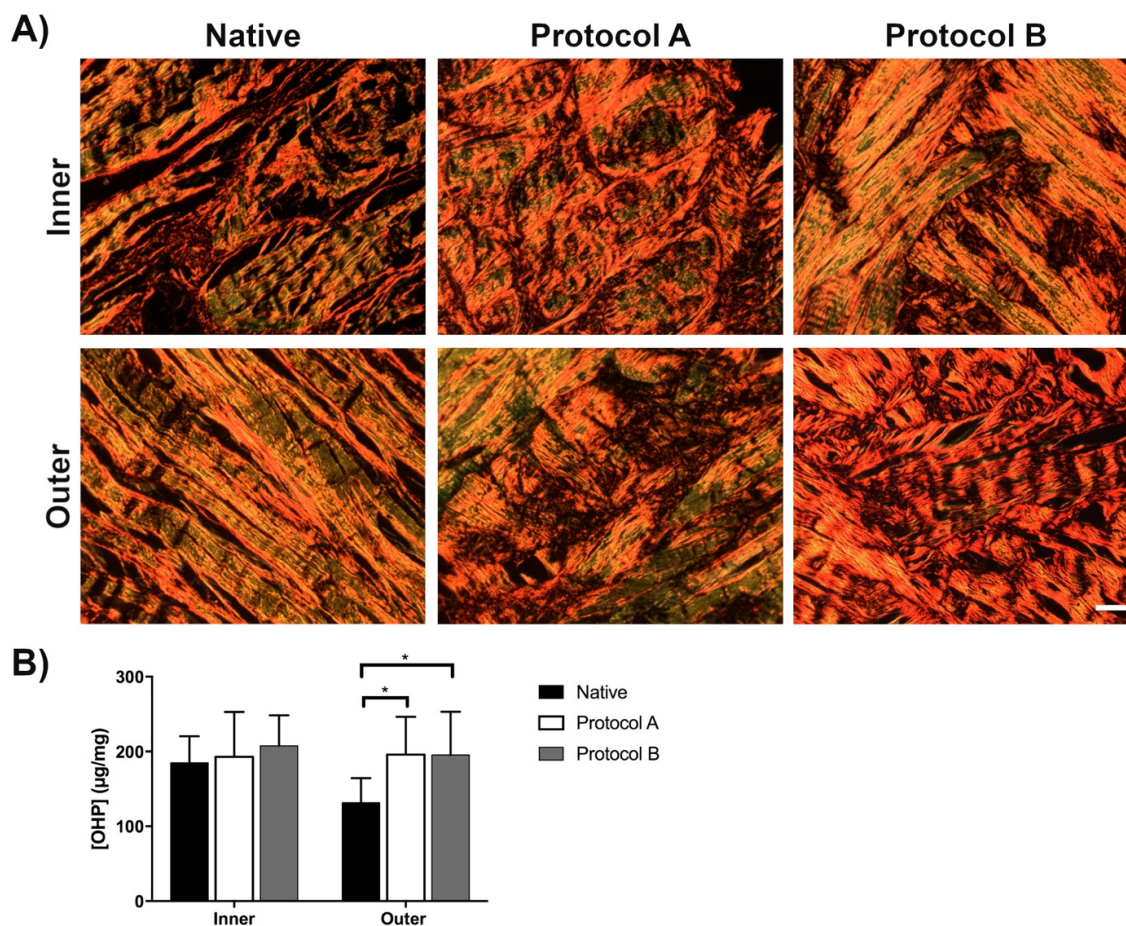 A)
Native Protocol A Protocol B
Inner
Outer
B)
[OHP] (µg/mg)
300
200
100
0
*
*
Inner Outer
Native
Protocol A
Protocol B